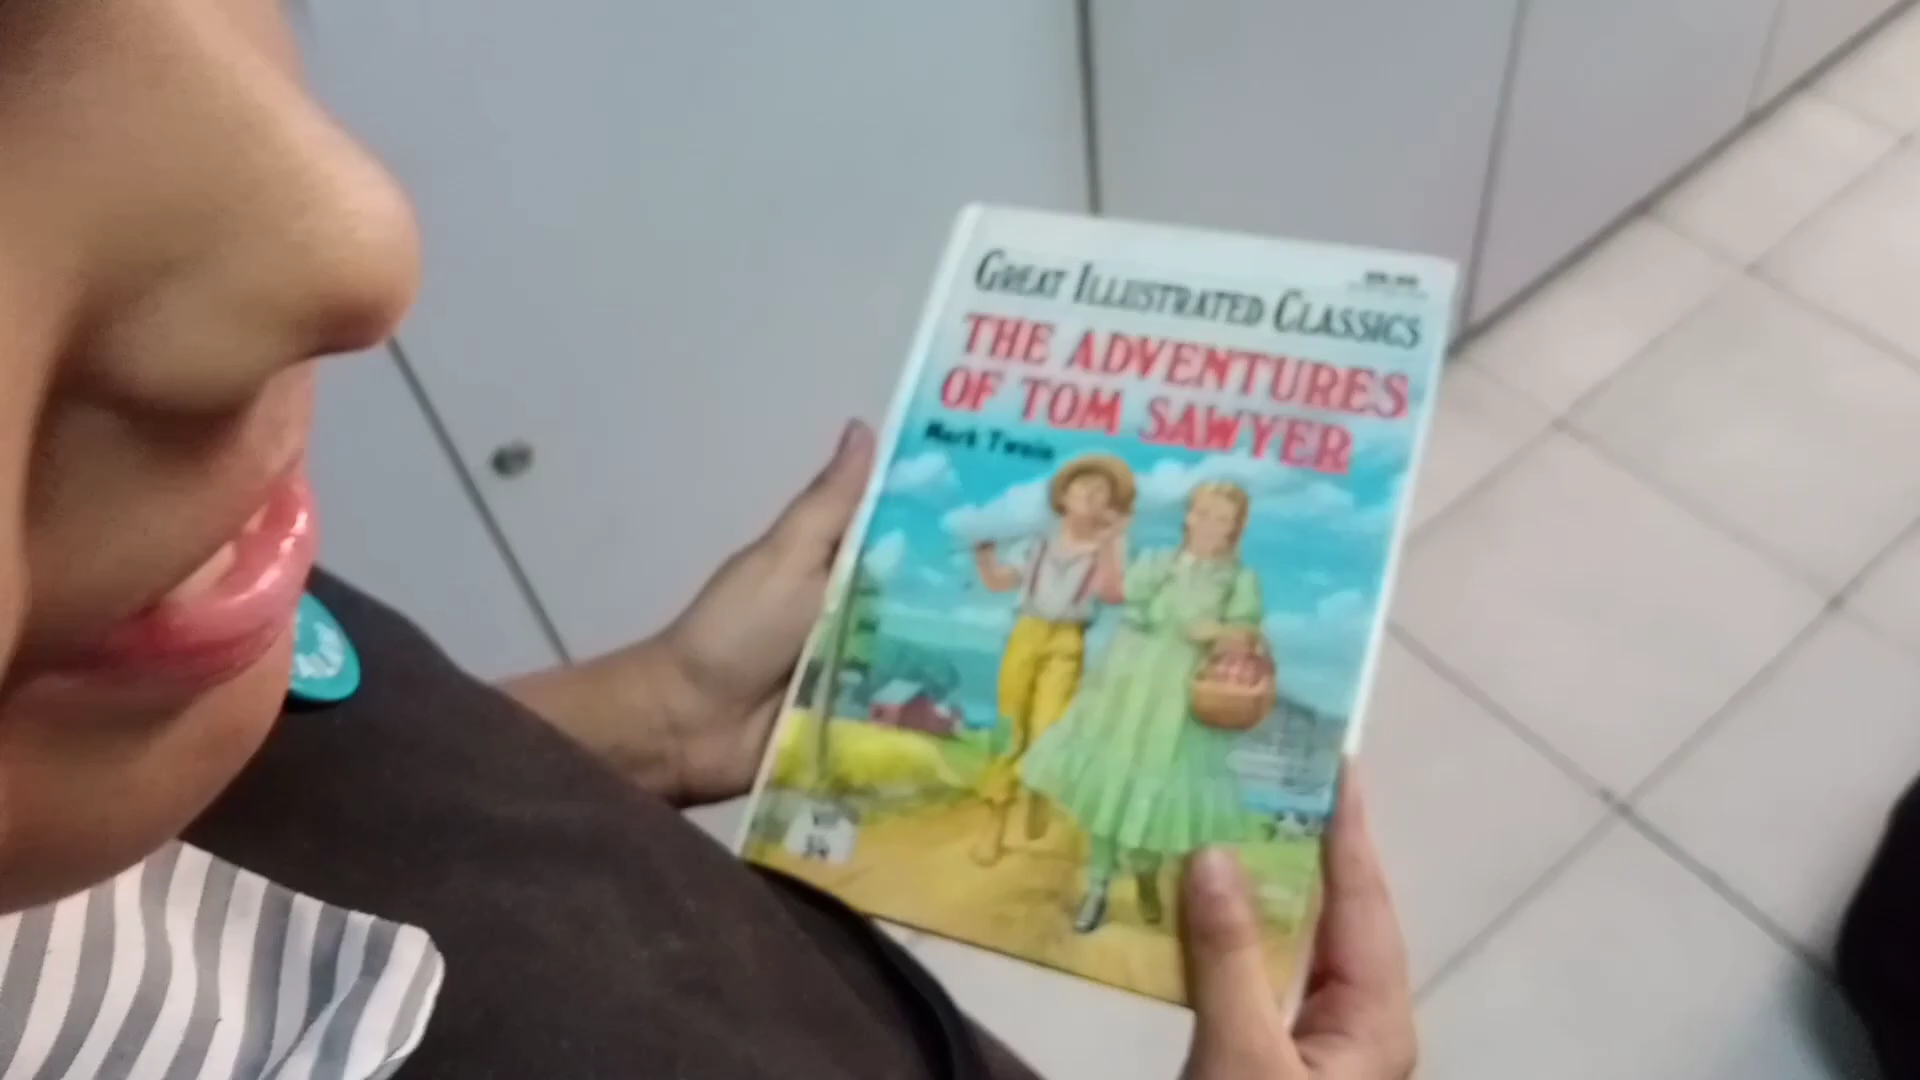 GREAT ILLUSTRATED CLASSICS
THE ADVENTURES
OF TOM SAWYER
Mark Twain